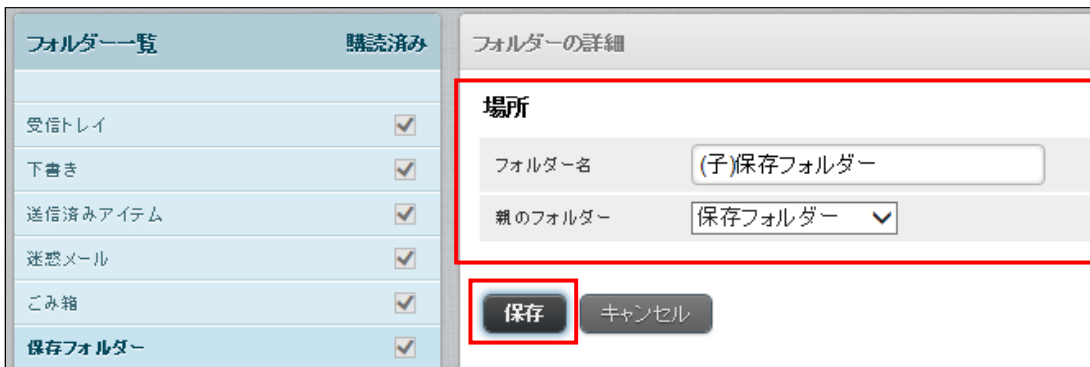 フォルダー一覧 購読済み
受信トレイ
下書き
送信済みアイテム
迷惑メール
ごみ箱
保存フォルダー
フォルダーの詳細
場所
フォルダー名 (子)保存フォルダー
親のフォルダー 保存フォルダー
保存 キャンセル